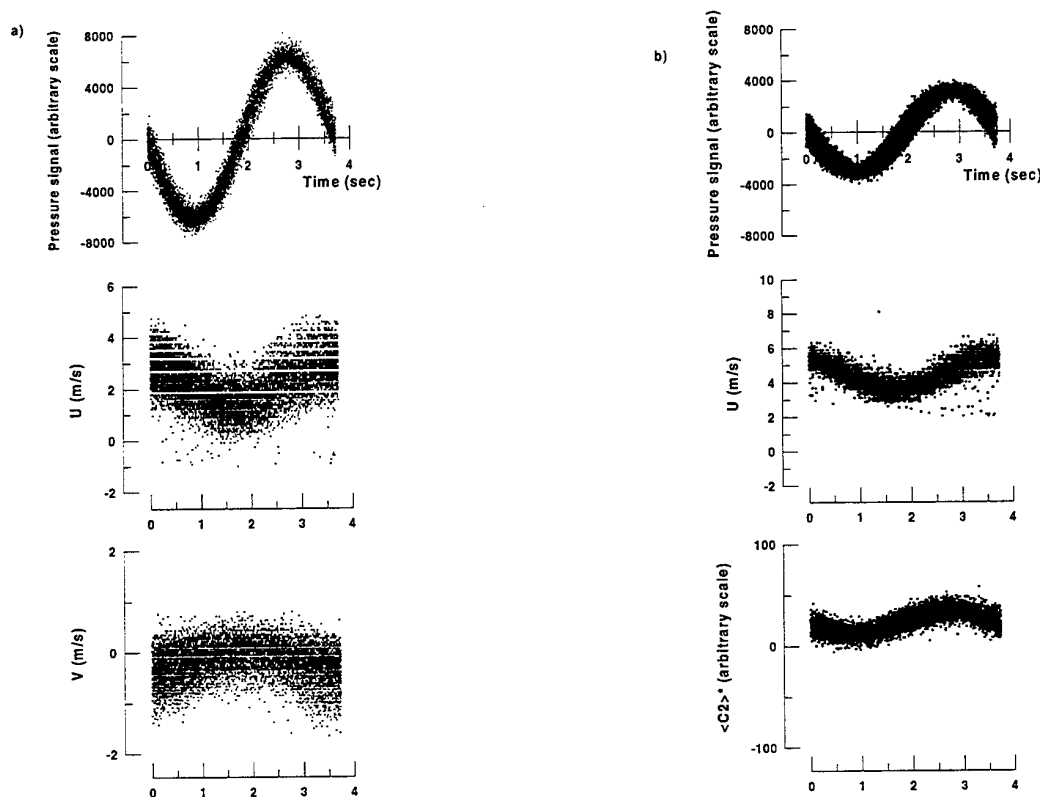 a)
Pressure signal (arbitrary scale)
8000
4000
0
-4000
-8000
0 1 2 3 4
Time (sec)
U (m/s)
6
4
2
0
-2
0 1 2 3 4
V (m/s)
2
0
-2
0 1 2 3 4
b)
Pressure signal (arbitrary scale)
8000
4000
0
-4000
-8000
0 1 2 3 4
Time (sec)
U (m/s)
10
8
6
4
2
0
-2
0 1 2 3 4
<C2>* (arbitrary scale)
100
0
-100
0 1 2 3 4